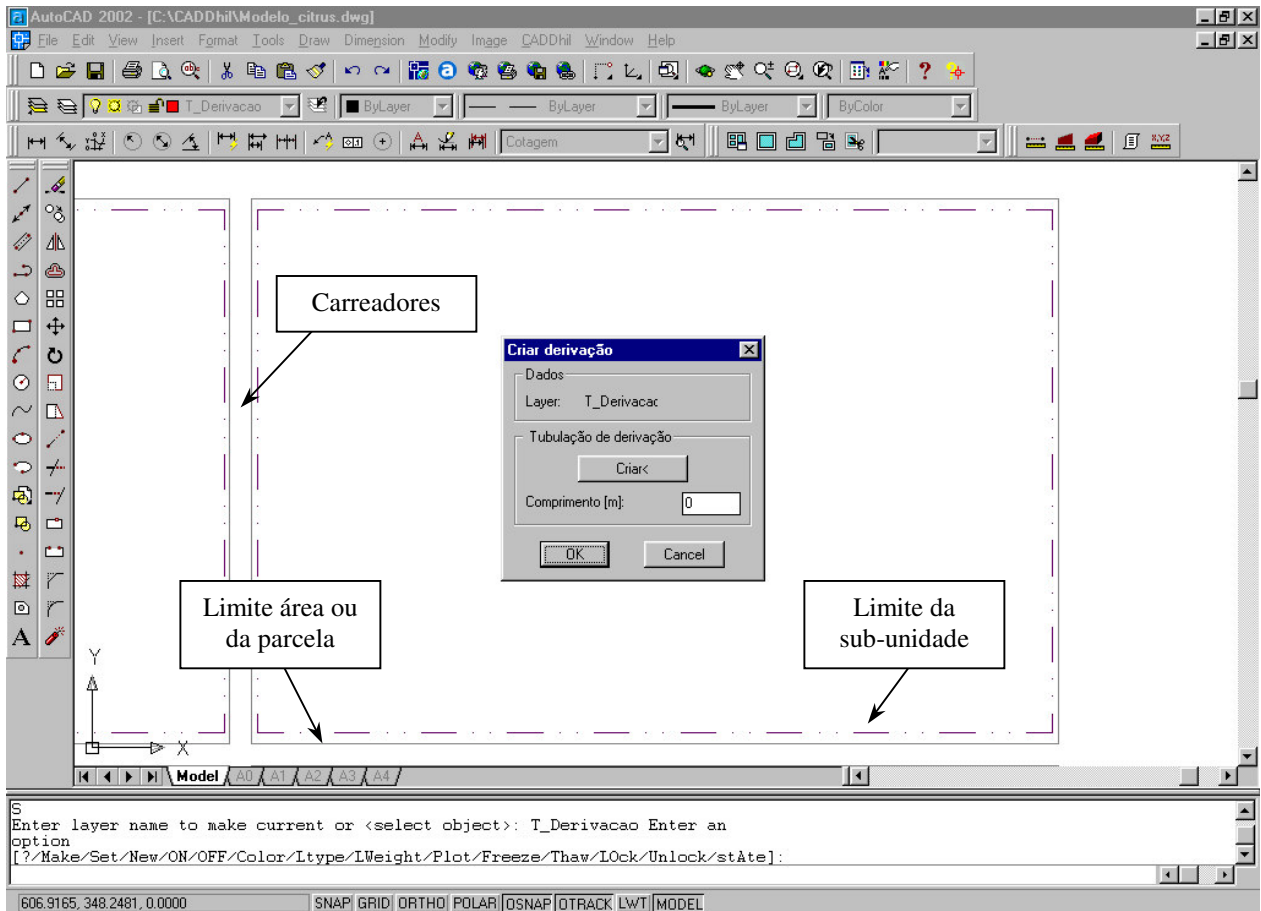 AutoCAD 2002 - [C:\CADDhil\Modelo_citrus.dwg]
File Edit View Insert Format Tools Draw Dimension Modify Image CADDhil Window Help
T_Derivacao ByLayer ByLayer ByLayer ByColor
Cotagem
Carreadores
Criar derivação
Dados
Layer: T_Derivacac
Tubulação de derivação
Criar<
Comprimento [m]: 0
OK Cancel
Limite área ou
da parcela
Limite da
sub-unidade
Y
X
Model A0 A1 A2 A3 A4
S
Enter layer name to make current or <select object>: T_Derivacao Enter an
option
[?/Make/Set/New/ON/OFF/Color/Ltype/LWeight/Plot/Freeze/Thaw/LOck/Unlock/stAte]:
606.9165, 348.2481, 0.0000 SNAP GRID ORTHO POLAR OSNAP OTRACK LWT MODEL